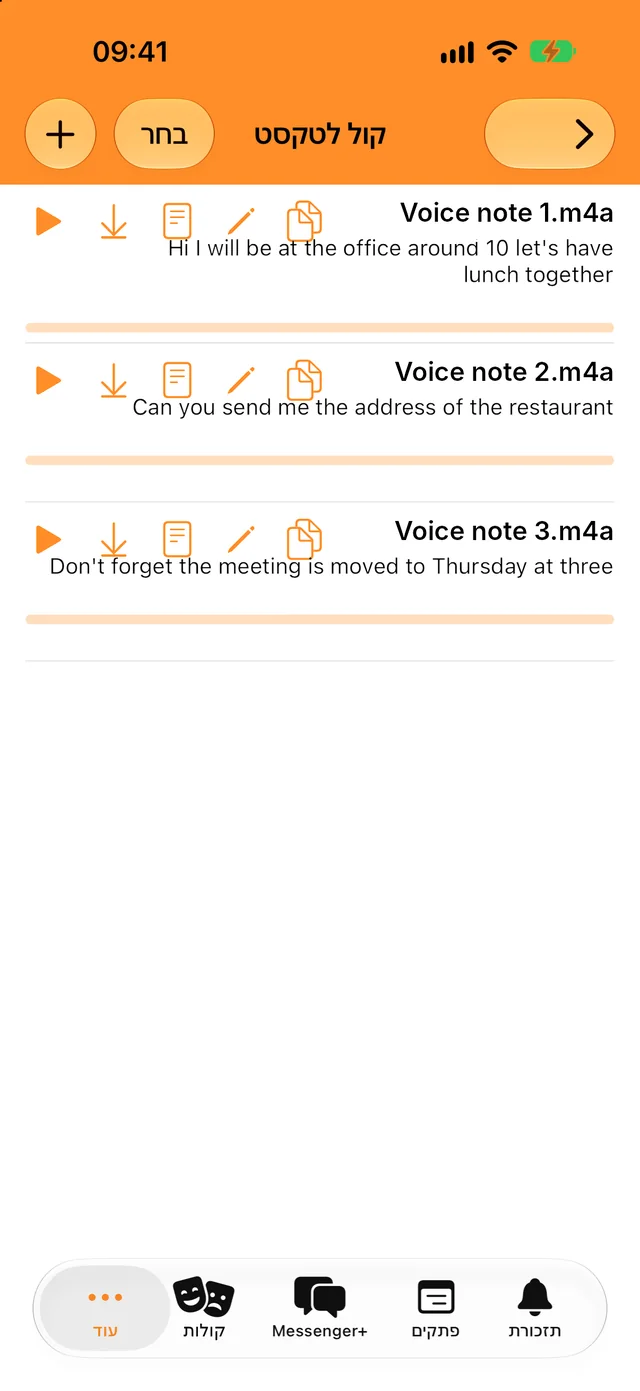 09:41
קול לטקסט
בחר
Voice note 1.m4a
Hi I will be at the office around 10 let's have
lunch together
Voice note 2.m4a
Can you send me the address of the restaurant
Voice note 3.m4a
Don't forget the meeting is moved to Thursday at three
תזכורת
פתקים
Messenger+
קולות
עוד